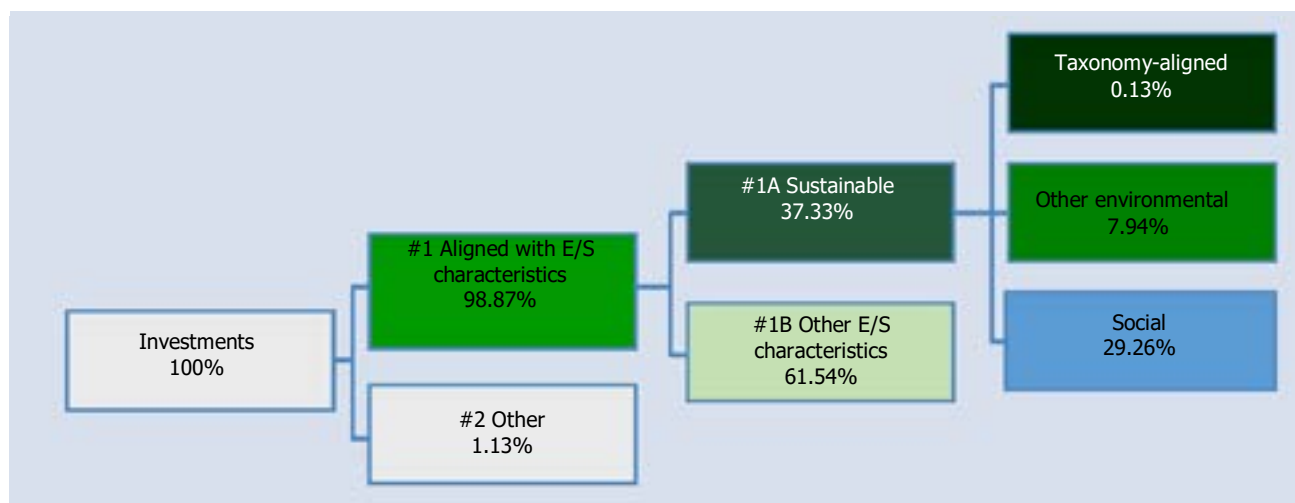 Investments
100%
#1 Aligned with E/S
characteristics
98.87%
#2 Other
1.13%
#1A Sustainable
37.33%
#1B Other E/S
characteristics
61.54%
Taxonomy-aligned
0.13%
Other environmental
7.94%
Social
29.26%